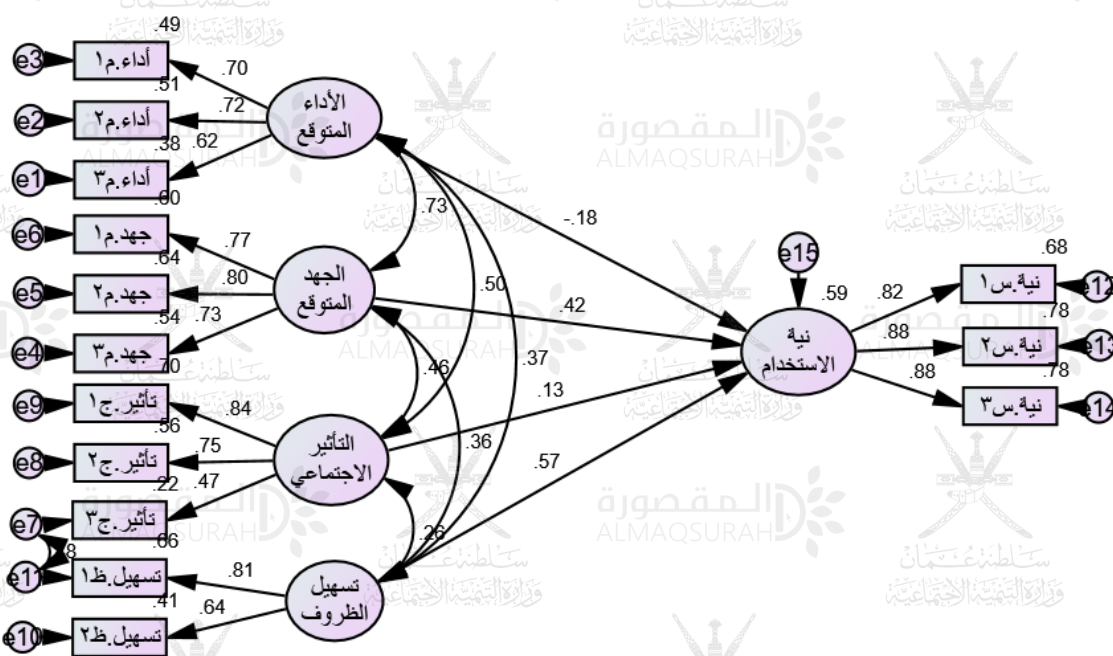 .49
e3
أداء.م١
.70
.51
e2
أداء.م٢
.72
.38
e1
أداء.م٣
.62
.60
الأداء
المتوقع
e6
جهد.م١
.77
.64
e5
جهد.م٢
.80
.54
e4
جهد.م٣
.73
.70
الجهد
المتوقع
e9
تأثير.ج١
.84
.56
e8
تأثير.ج٢
.75
.22
e7
تأثير.ج٣
.47
.66
التأثير
الاجتماعي
e11
تسهيل.ظ١
.81
.41
e10
تسهيل.ظ٢
.64
تسهيل
الظروف
.73
.50
.46
.37
.36
.26
-.18
.42
.13
.57
e15
.59
نية
الاستخدام
.82
.68
نية.س١
e12
.88
.78
نية.س٢
e13
.88
.78
نية.س٣
e14
المقصورة
ALMAQSURAH
سلطنة عمان
وزارة التنمية الاجتماعية